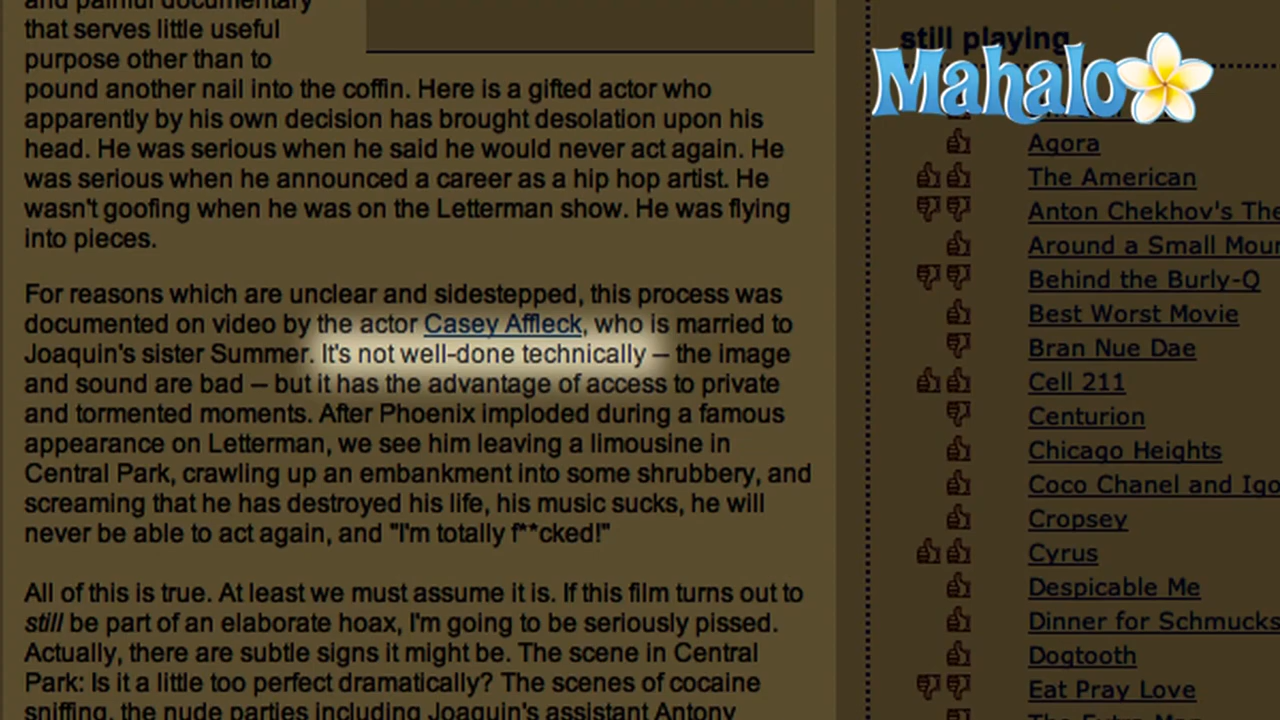 and painful documentary
that serves little useful
purpose other than to
pound another nail into the coffin. Here is a gifted actor who
apparently by his own decision has brought desolation upon his
head. He was serious when he said he would never act again. He
was serious when he announced a career as a hip hop artist. He
wasn't goofing when he was on the Letterman show. He was flying
into pieces.
For reasons which are unclear and sidestepped, this process was
documented on video by the actor Casey Affleck, who is married to
Joaquin's sister Summer. It's not well-done technically – the image
and sound are bad – but it has the advantage of access to private
and tormented moments. After Phoenix imploded during a famous
appearance on Letterman, we see him leaving a limousine in
Central Park, crawling up an embankment into some shrubbery, and
screaming that he has destroyed his life, his music sucks, he will
never be able to act again, and "I'm totally f**cked!"
All of this is true. At least we must assume it is. If this film turns out to
still be part of an elaborate hoax, I'm going to be seriously pissed.
Actually, there are subtle signs it might be. The scene in Central
Park: Is it a little too perfect dramatically? The scenes of cocaine
sniffing, the nude parties including Joaquin's assistant Antony
still playing
Mahalo
Agora
The American
Anton Chekhov's The
Around a Small Moun
Behind the Burly-Q
Best Worst Movie
Bran Nue Dae
Cell 211
Centurion
Chicago Heights
Coco Chanel and Igo
Cropsey
Cyrus
Despicable Me
Dinner for Schmucks
Dogtooth
Eat Pray Love